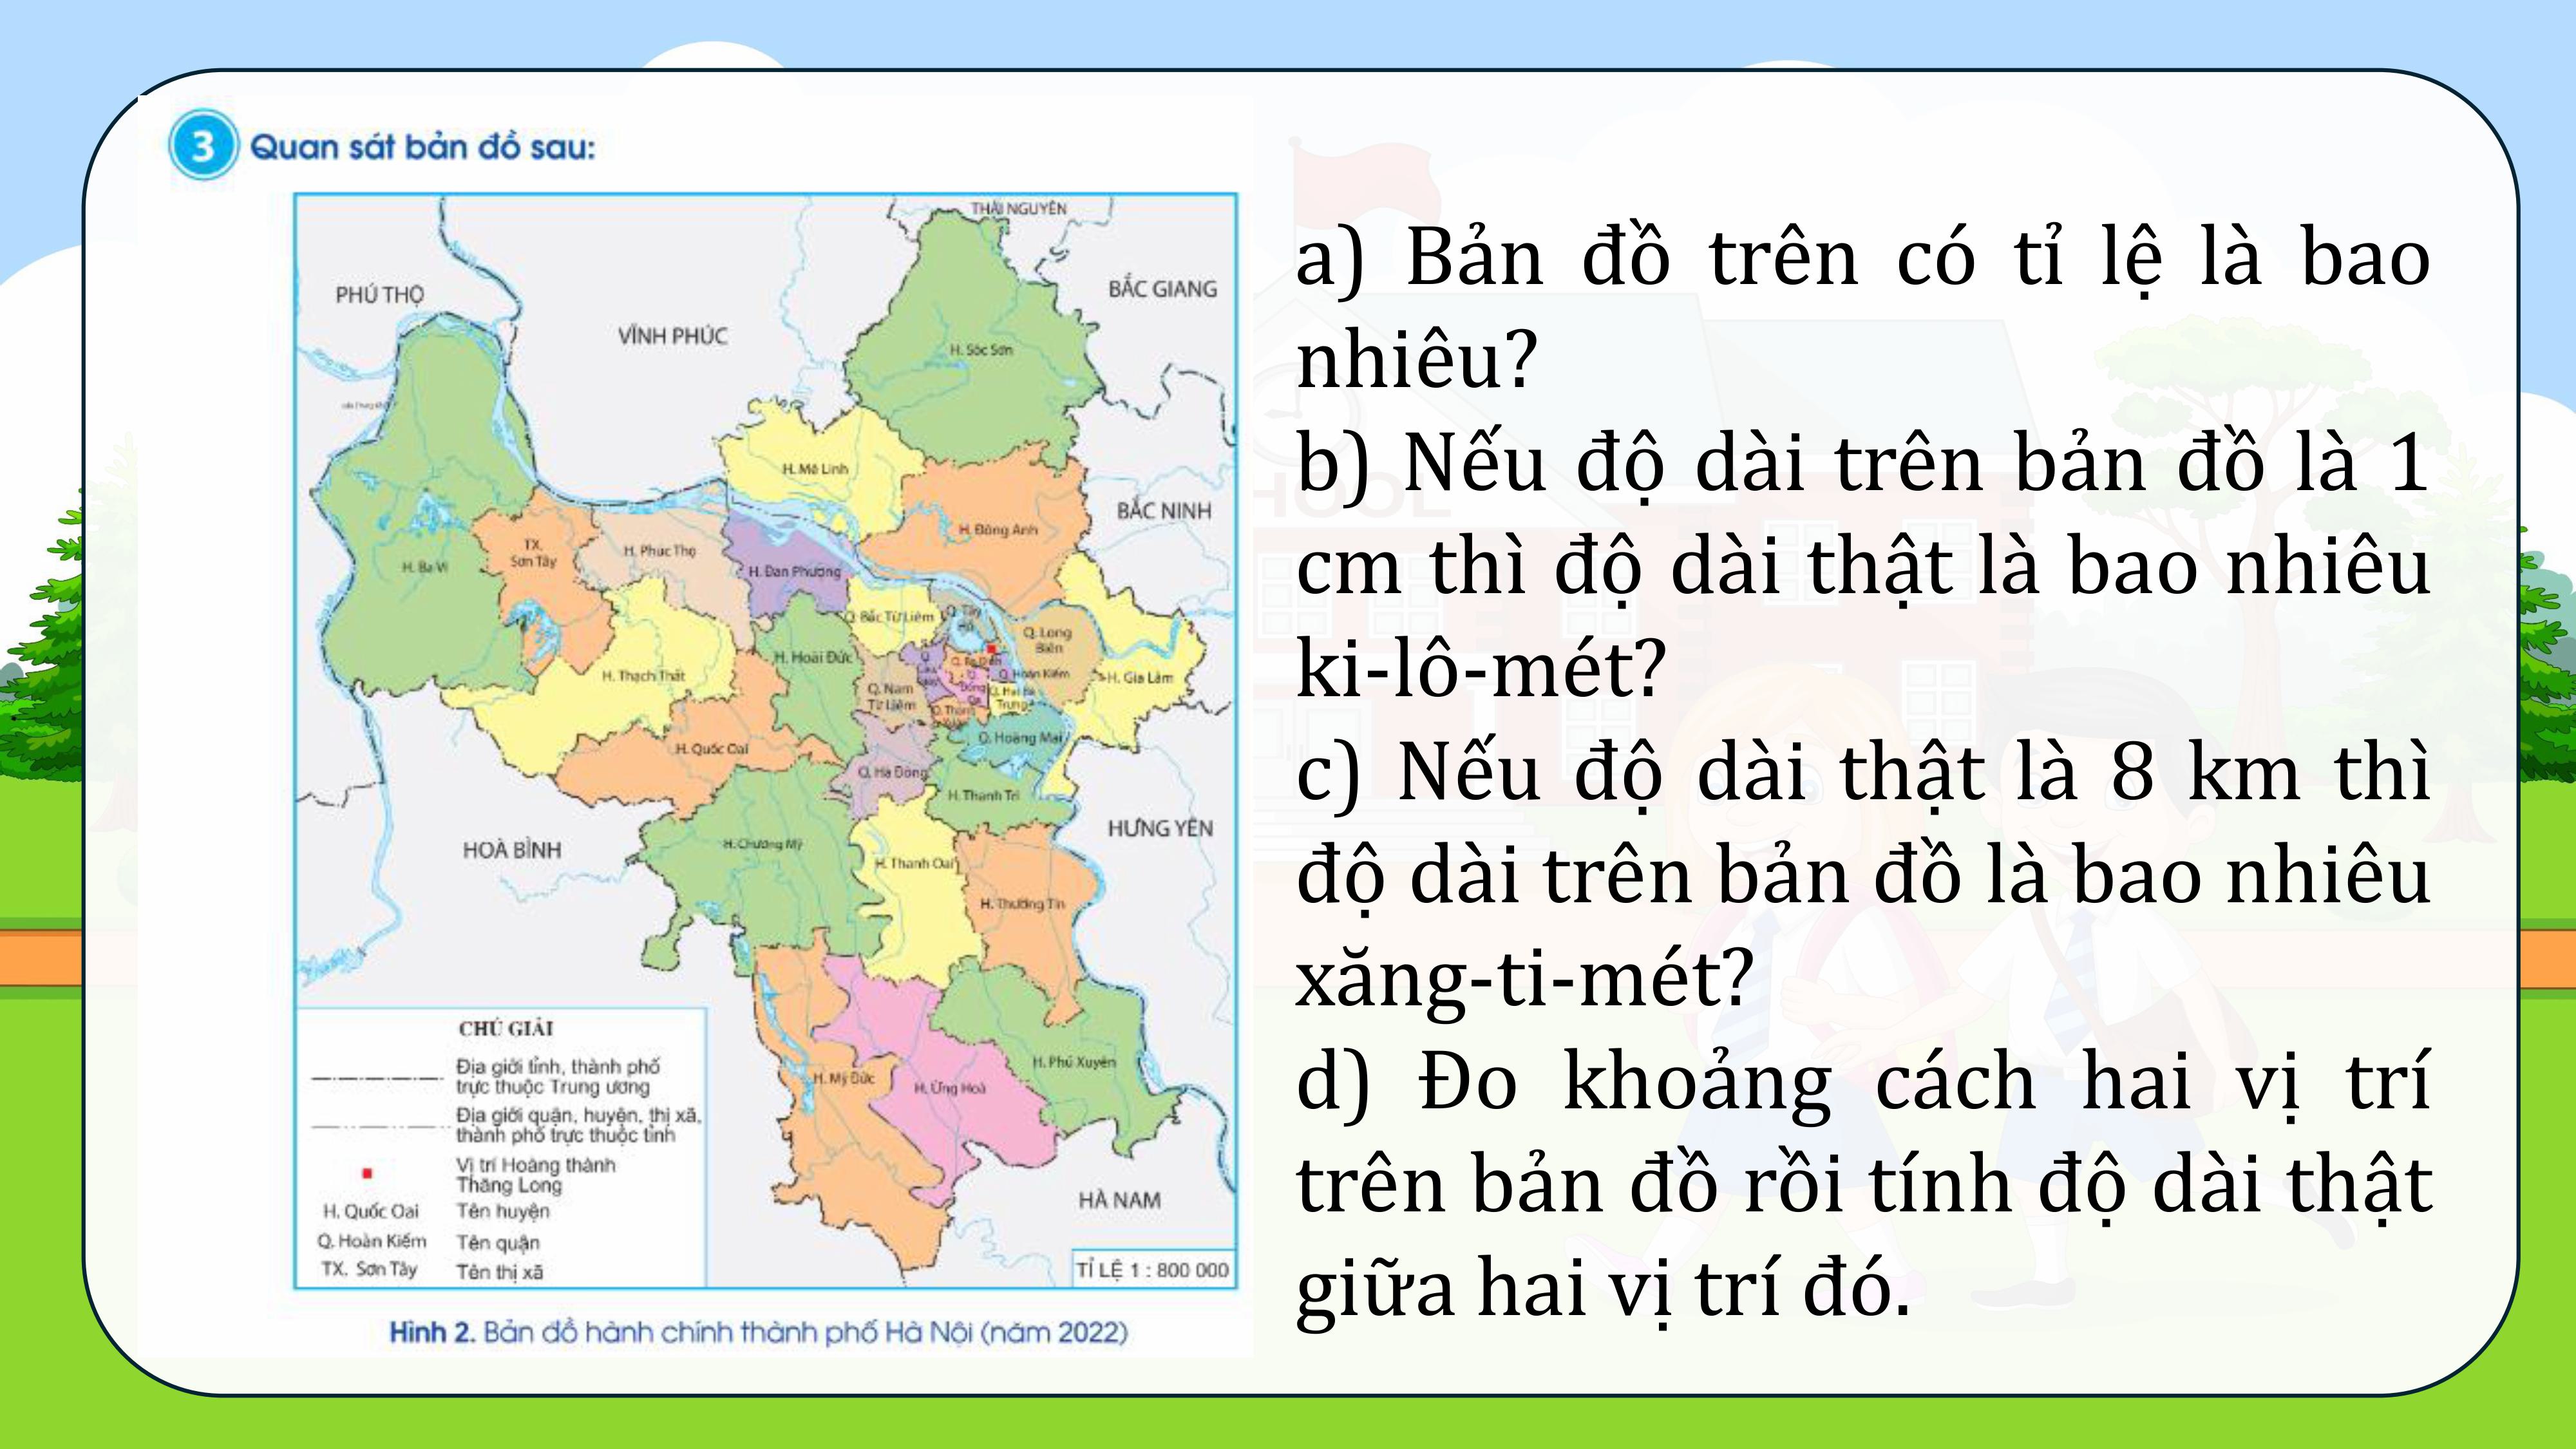 3 Quan sát bản đồ sau:
THÁI NGUYÊN
PHÚ THỌ
BẮC GIANG
VĨNH PHÚC
H. Sóc Sơn
H. Mê Linh
BẮC NINH
H. Đông Anh
TX.
Sơn Tây
H. Phúc Thọ
H. Ba Vì
H. Đan Phượng
Q. Bắc Từ Liêm
Q. Tây
Hồ
Q. Long
Biên
H. Hoài Đức
H. Thạch Thất
Q. Hoàn Kiếm
H. Gia Lâm
Q. Nam
Từ Liêm
Q. Hai Bà
Trưng
Q. Hoàng Mai
H. Quốc Oai
Q. Hà Đông
H. Thanh Trì
HƯNG YÊN
HOÀ BÌNH
H. Chương Mỹ
H. Thanh Oai
H. Thường Tín
H. Phú Xuyên
H. Mỹ Đức
H. Ứng Hoà
HÀ NAM
CHÚ GIẢI
Địa giới tỉnh, thành phố
trực thuộc Trung ương
Địa giới quận, huyện, thị xã,
thành phố trực thuộc tỉnh
Vị trí Hoàng thành
Thăng Long
H. Quốc Oai Tên huyện
Q. Hoàn Kiếm Tên quận
TX. Sơn Tây Tên thị xã
TỈ LỆ 1 : 800 000
Hình 2. Bản đồ hành chính thành phố Hà Nội (năm 2022)
a) Bản đồ trên có tỉ lệ là bao
nhiêu?
b) Nếu độ dài trên bản đồ là 1
cm thì độ dài thật là bao nhiêu
ki-lô-mét?
c) Nếu độ dài thật là 8 km thì
độ dài trên bản đồ là bao nhiêu
xăng-ti-mét?
d) Đo khoảng cách hai vị trí
trên bản đồ rồi tính độ dài thật
giữa hai vị trí đó.